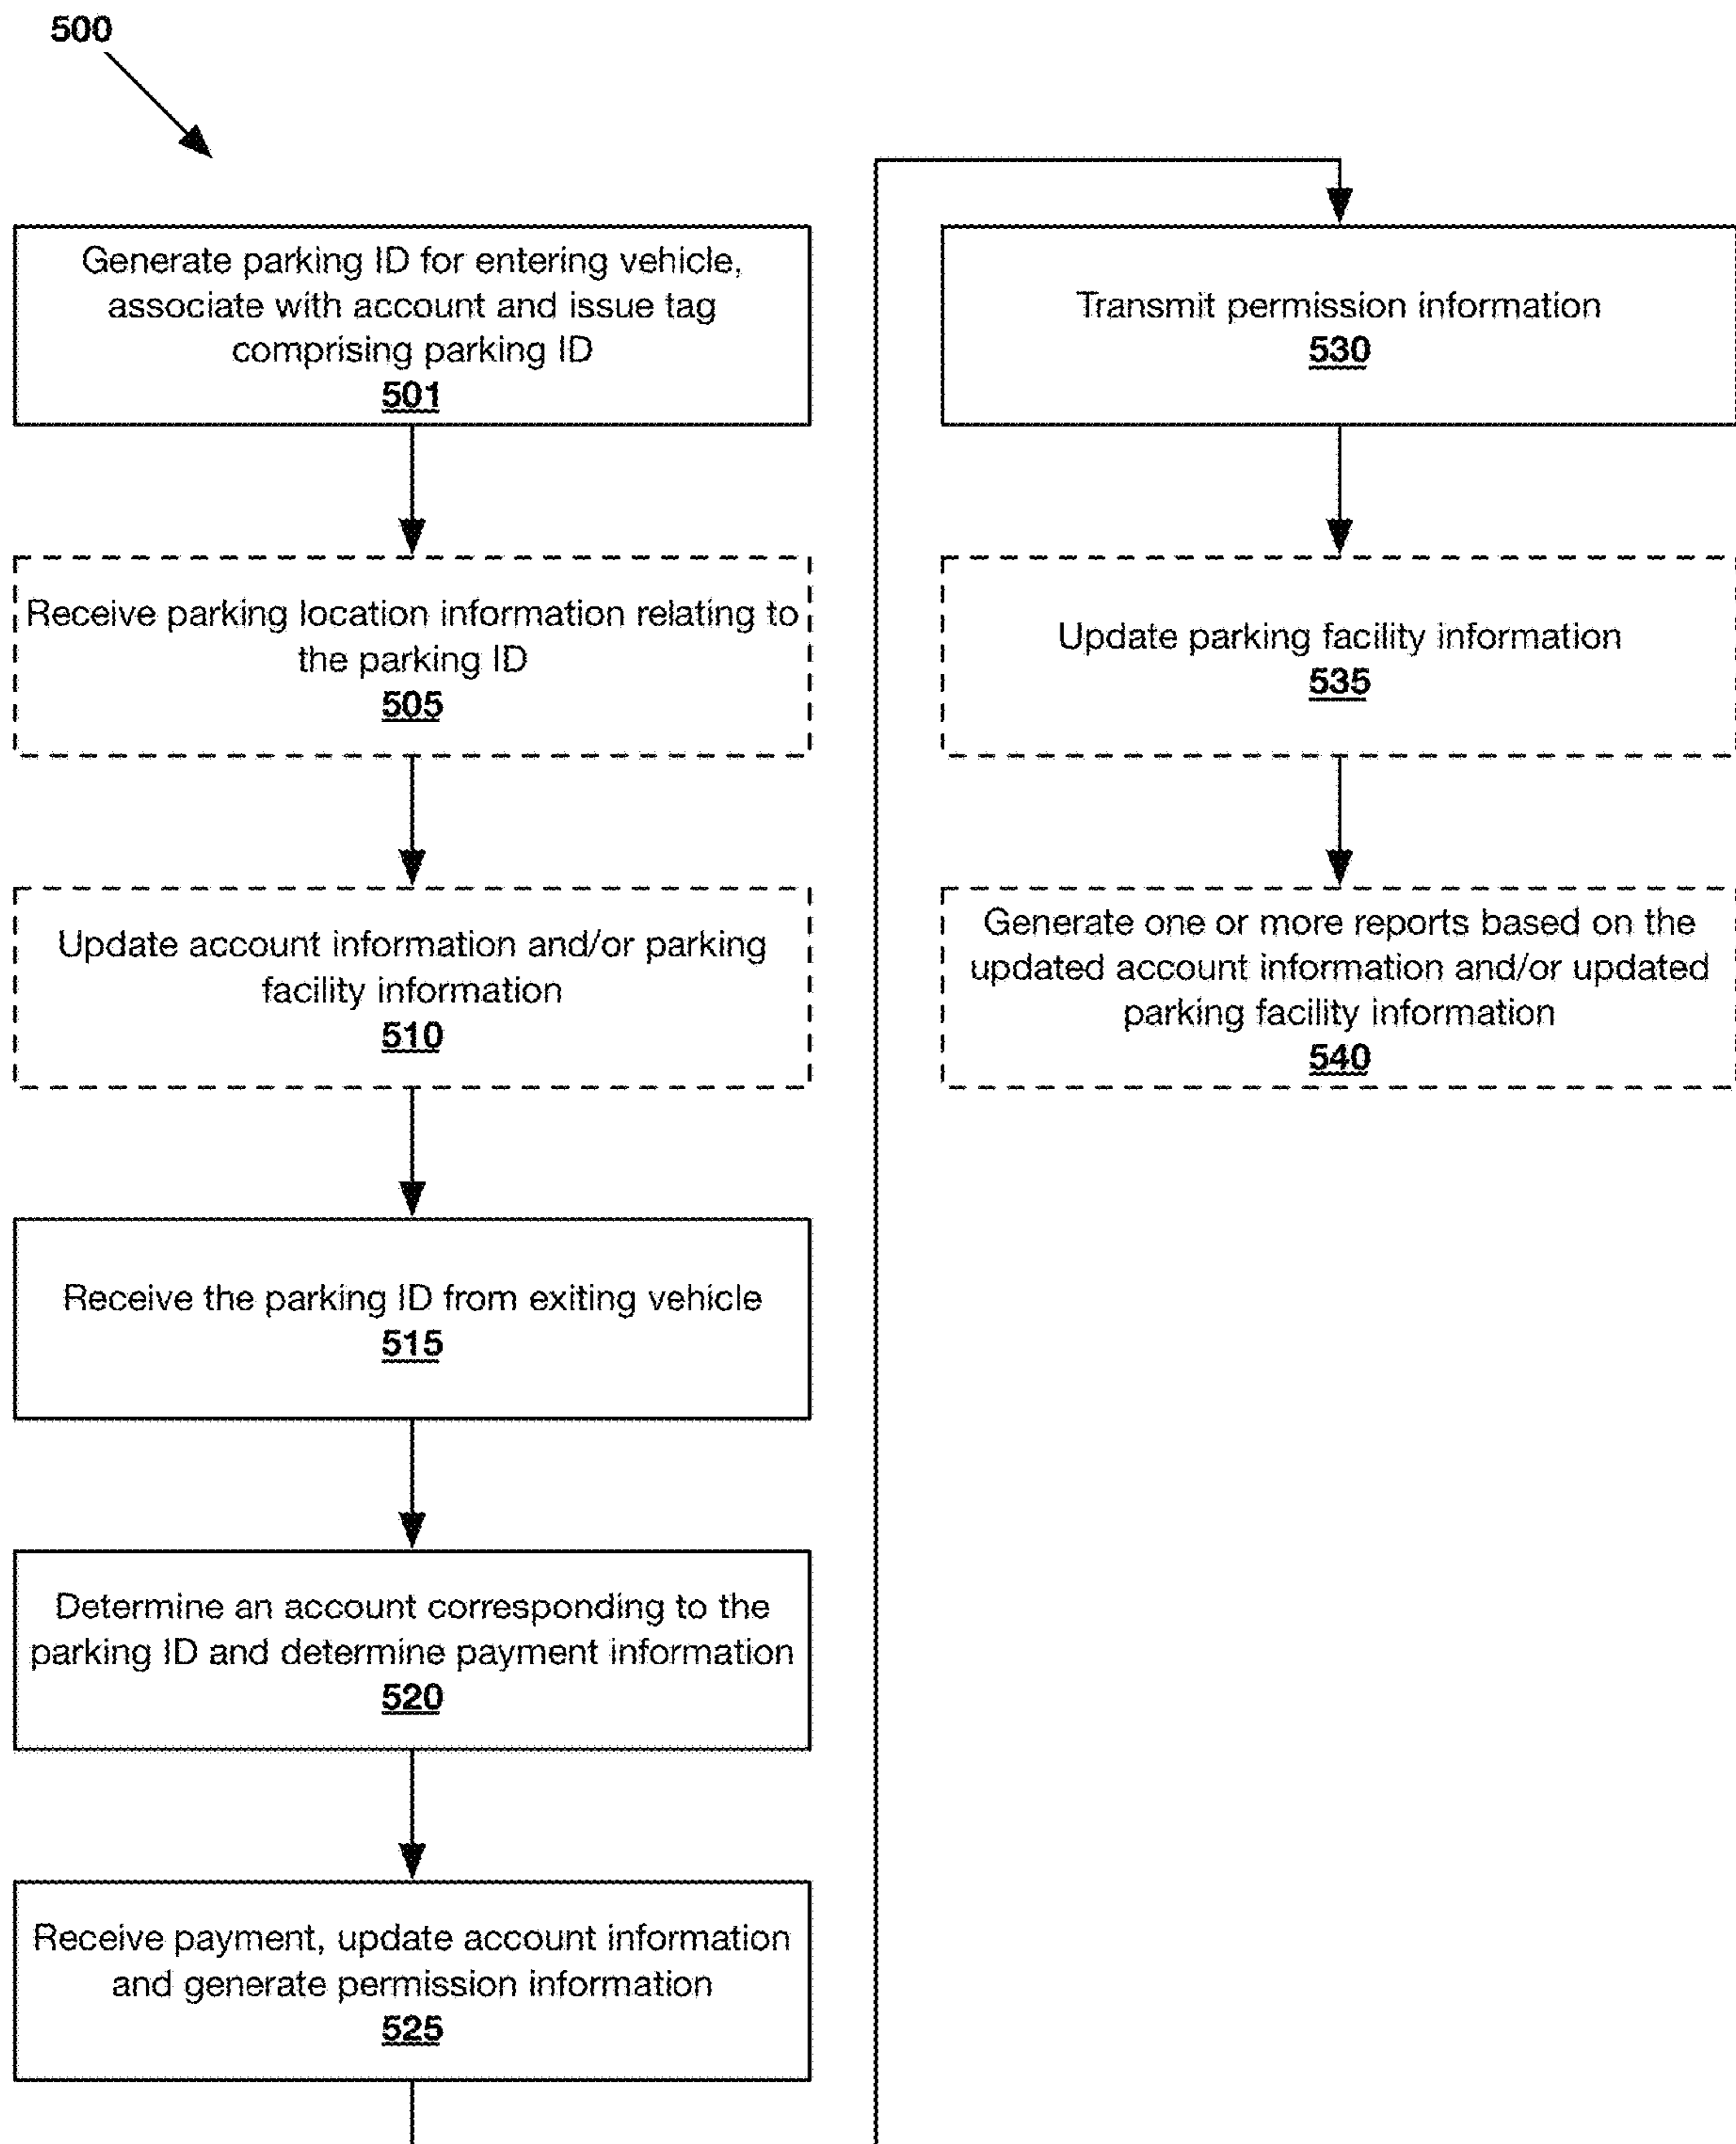 500
Generate parking ID for entering vehicle,
associate with account and issue tag
comprising parking ID
501
Receive parking location information relating to
the parking ID
505
Update account information and/or parking
facility information
510
Receive the parking ID from exiting vehicle
515
Determine an account corresponding to the
parking ID and determine payment information
520
Receive payment, update account information
and generate permission information
525
Transmit permission information
530
Update parking facility information
535
Generate one or more reports based on the
updated account information and/or updated
parking facility information
540